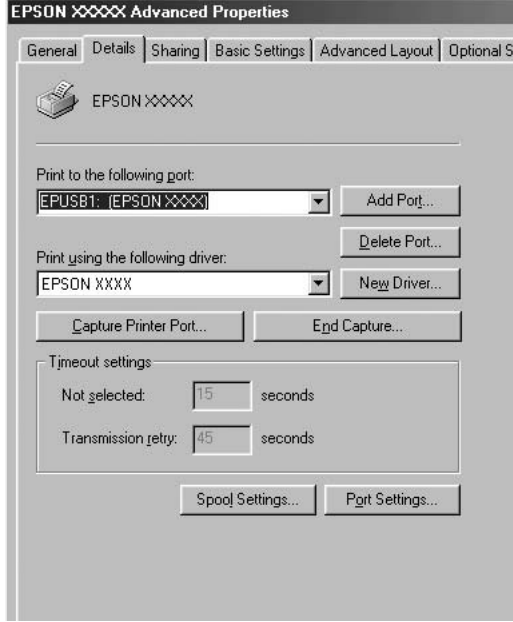 EPSON XXXXX Advanced Properties
General Details Sharing Basic Settings Advanced Layout Optional S
EPSON XXXXX
Print to the following port:
EPUSB1: (EPSON XXXX) Add Port...
Delete Port...
Print using the following driver:
EPSON XXXX New Driver...
Capture Printer Port... End Capture...
Timeout settings
Not selected: 15 seconds
Transmission retry: 45 seconds
Spool Settings... Port Settings...